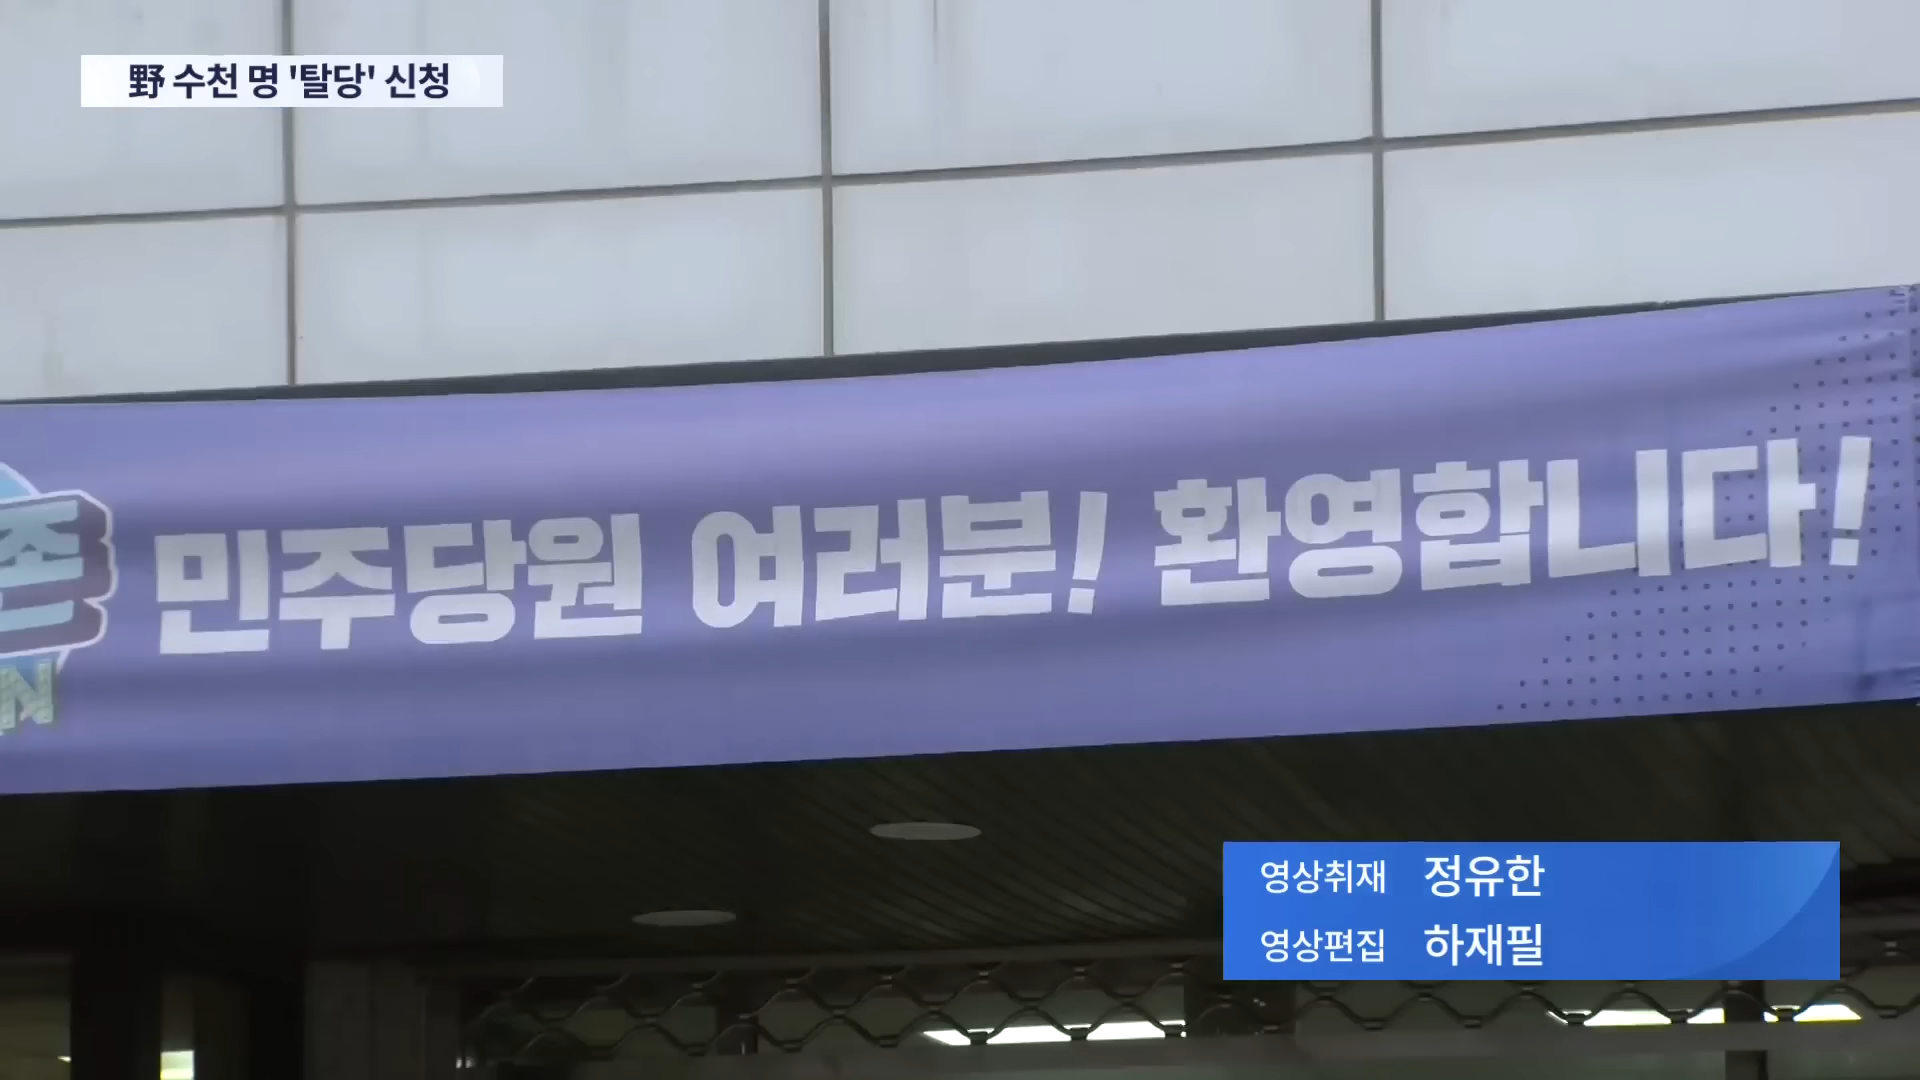 野 수천 명 '탈당' 신청
존 민주당원 여러분! 환영합니다!
N
영상취재 정유한
영상편집 하재필